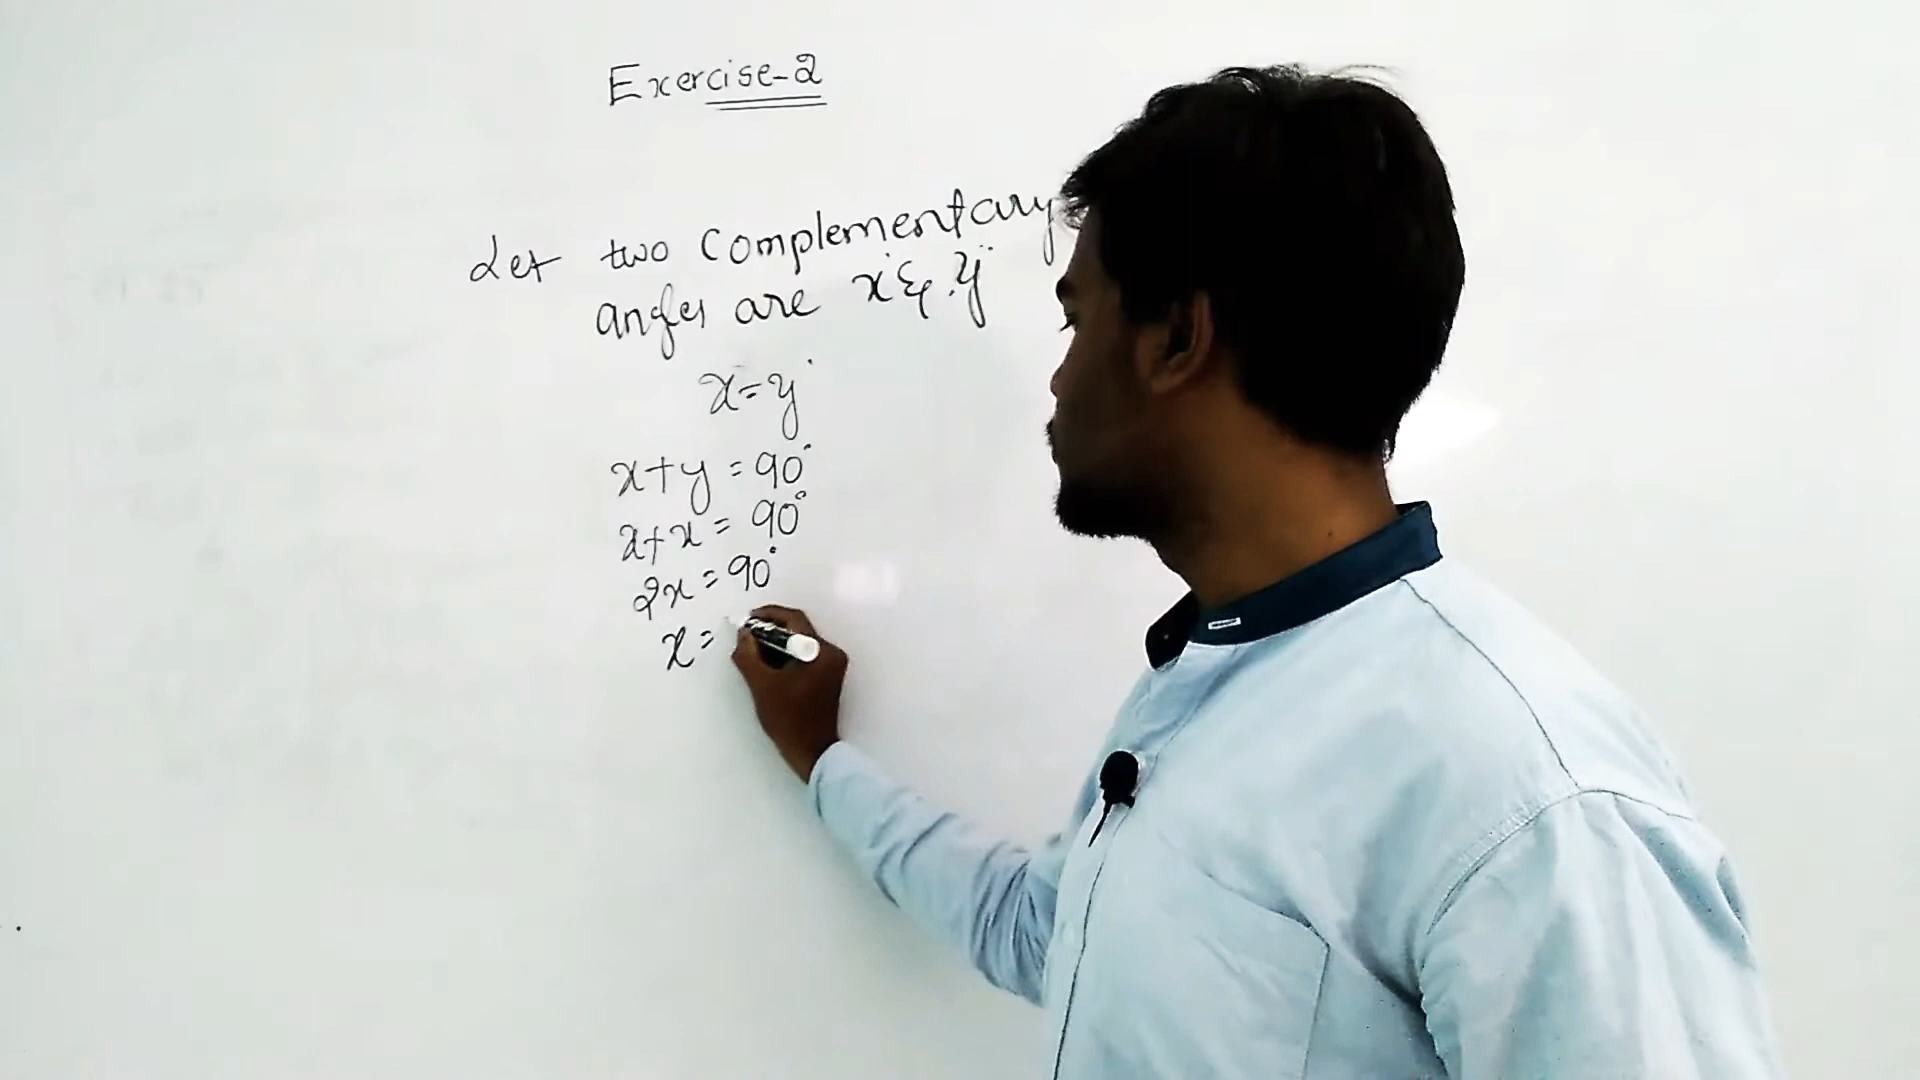 Exercise-2
Let two complementary
angles are x° & y°
x = y°
x+y = 90°
x+x = 90°
2x = 90°
x =